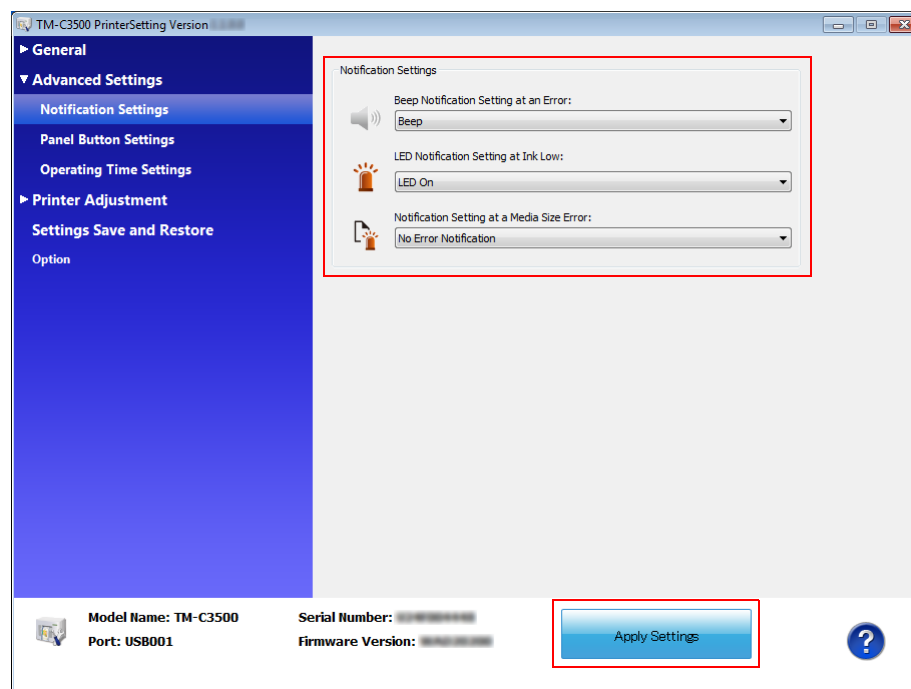 TM-C3500 PrinterSetting Version
General
Advanced Settings
Notification Settings
Panel Button Settings
Operating Time Settings
Printer Adjustment
Settings Save and Restore
Option
Notification Settings
Beep Notification Setting at an Error:
Beep
LED Notification Setting at Ink Low:
LED On
Notification Setting at a Media Size Error:
No Error Notification
Model Name: TM-C3500
Port: USB001
Serial Number:
Firmware Version:
Apply Settings
?